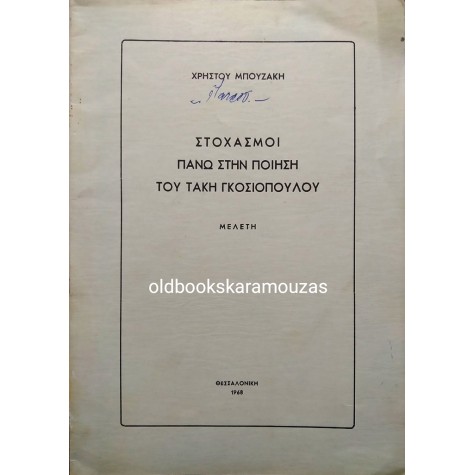 ΧΡΗΣΤΟΥ ΜΠΟΥΖΑΚΗ
ΣΤΟΧΑΣΜΟΙ
ΠΑΝΩ ΣΤΗΝ ΠΟΙΗΣΗ
ΤΟΥ ΤΑΚΗ ΓΚΟΣΙΟΠΟΥΛΟΥ
ΜΕΛΕΤΗ
oldbookskaramouzas
ΘΕΣΣΑΛΟΝΙΚΗ
1968